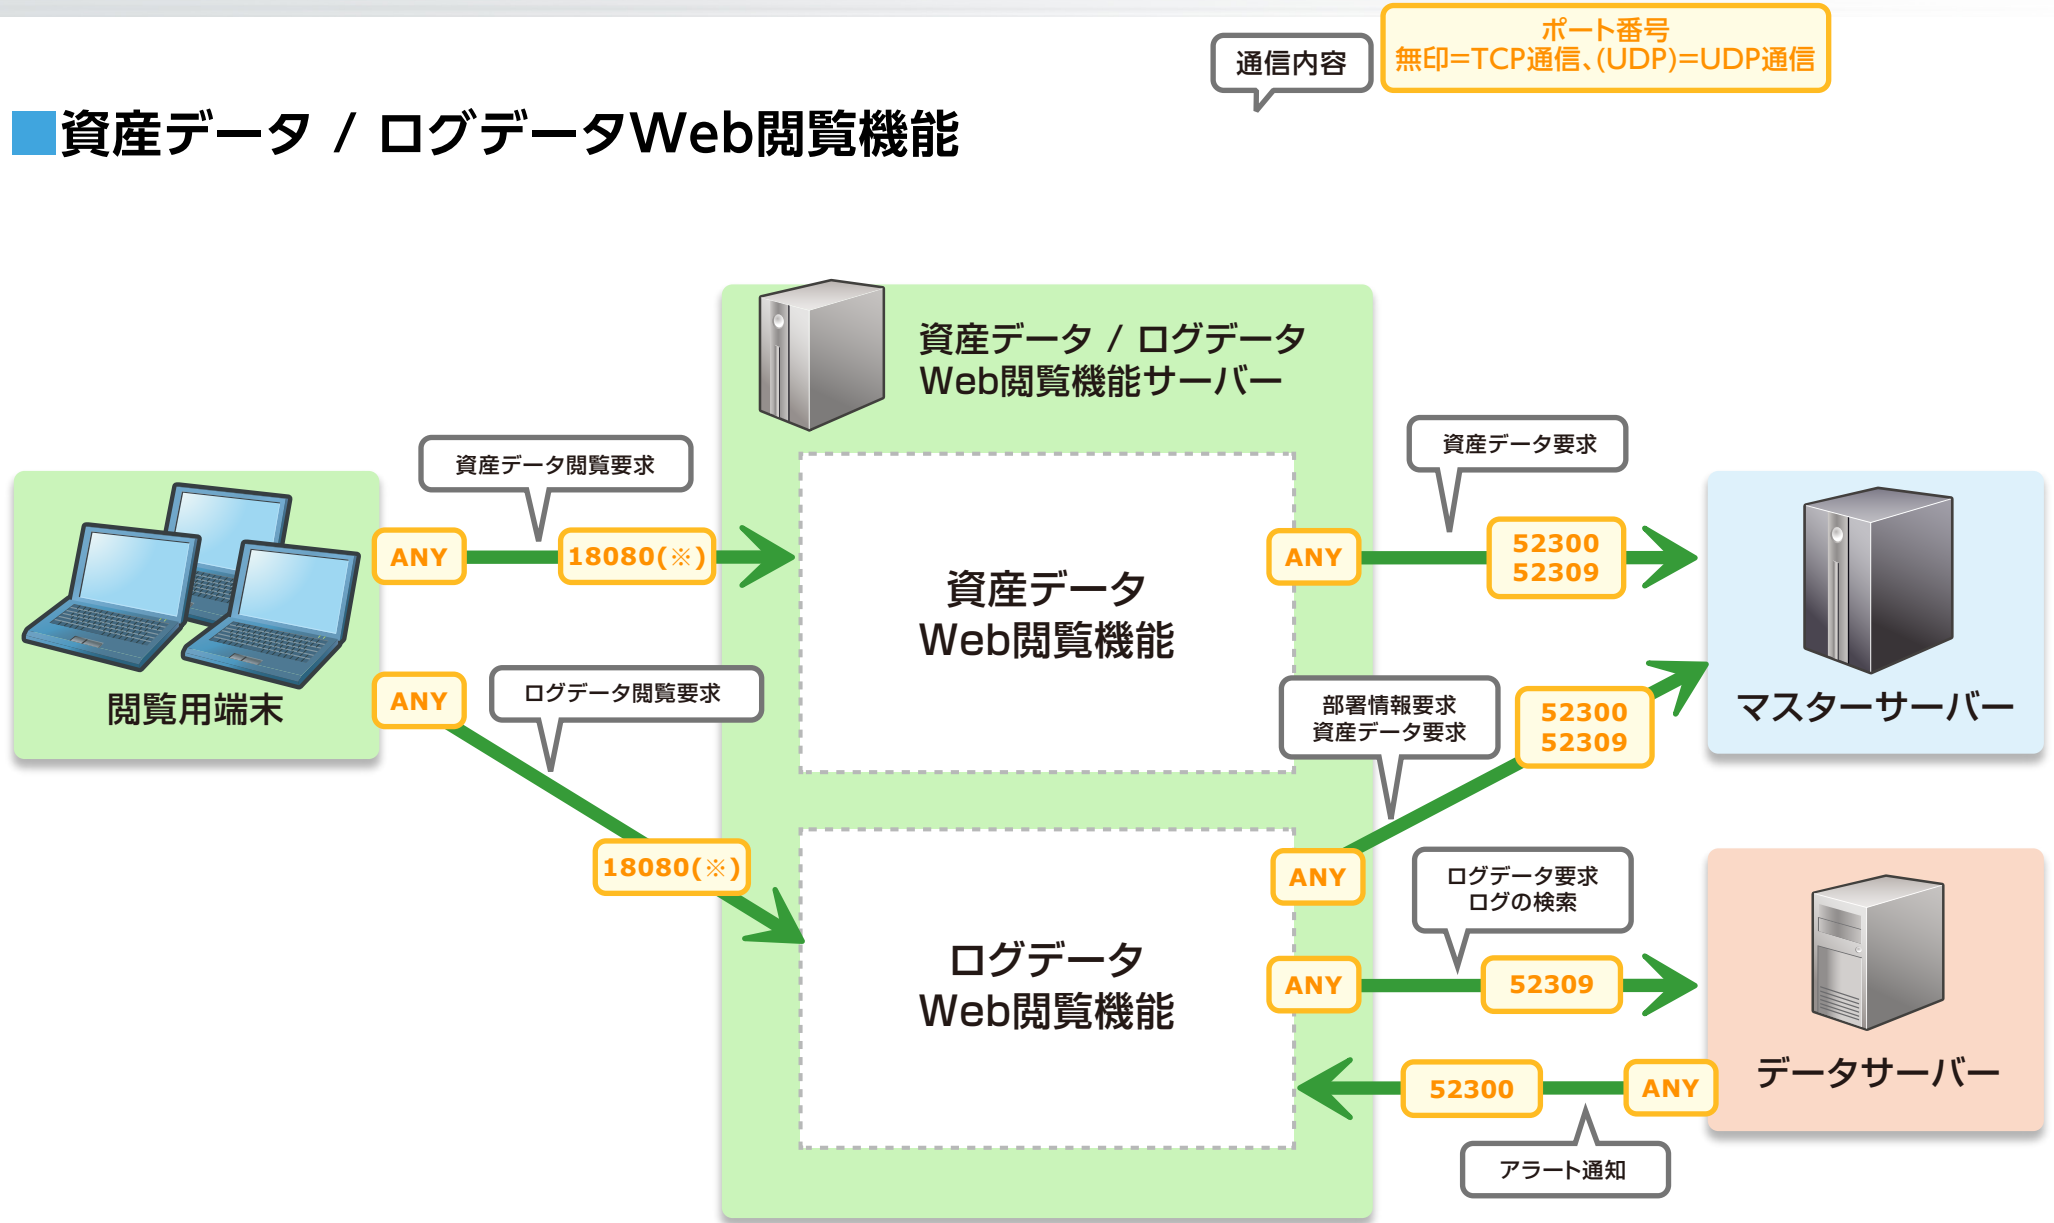 通信内容
ポート番号
無印=TCP通信、(UDP)=UDP通信
資産データ / ログデータWeb閲覧機能
資産データ / ログデータ
Web閲覧機能サーバー
資産データ閲覧要求
ANY
18080(※)
閲覧用端末
ANY
ログデータ閲覧要求
18080(※)
資産データ
Web閲覧機能
資産データ要求
ANY
52300
52309
マスターサーバー
部署情報要求
資産データ要求
52300
52309
ANY
ログデータ
Web閲覧機能
ログデータ要求
ログの検索
ANY
52309
データサーバー
52300
ANY
アラート通知